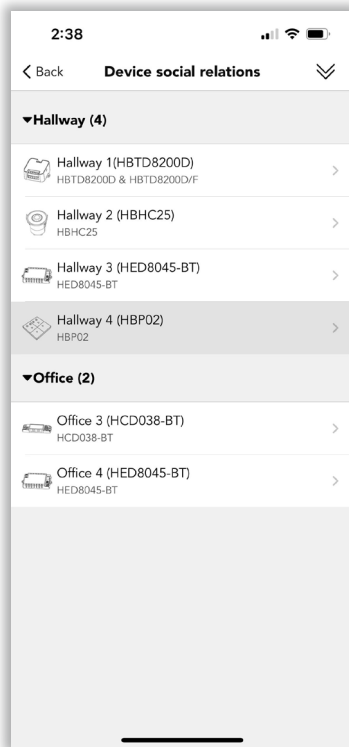 2:38
Back
Device social relations
Hallway (4)
Hallway 1(HBTD8200D)
HBTD8200D & HBTD8200D/F
Hallway 2 (HBHC25)
HBHC25
Hallway 3 (HED8045-BT)
HED8045-BT
Hallway 4 (HBP02)
HBP02
Office (2)
Office 3 (HCD038-BT)
HCD038-BT
Office 4 (HED8045-BT)
HED8045-BT